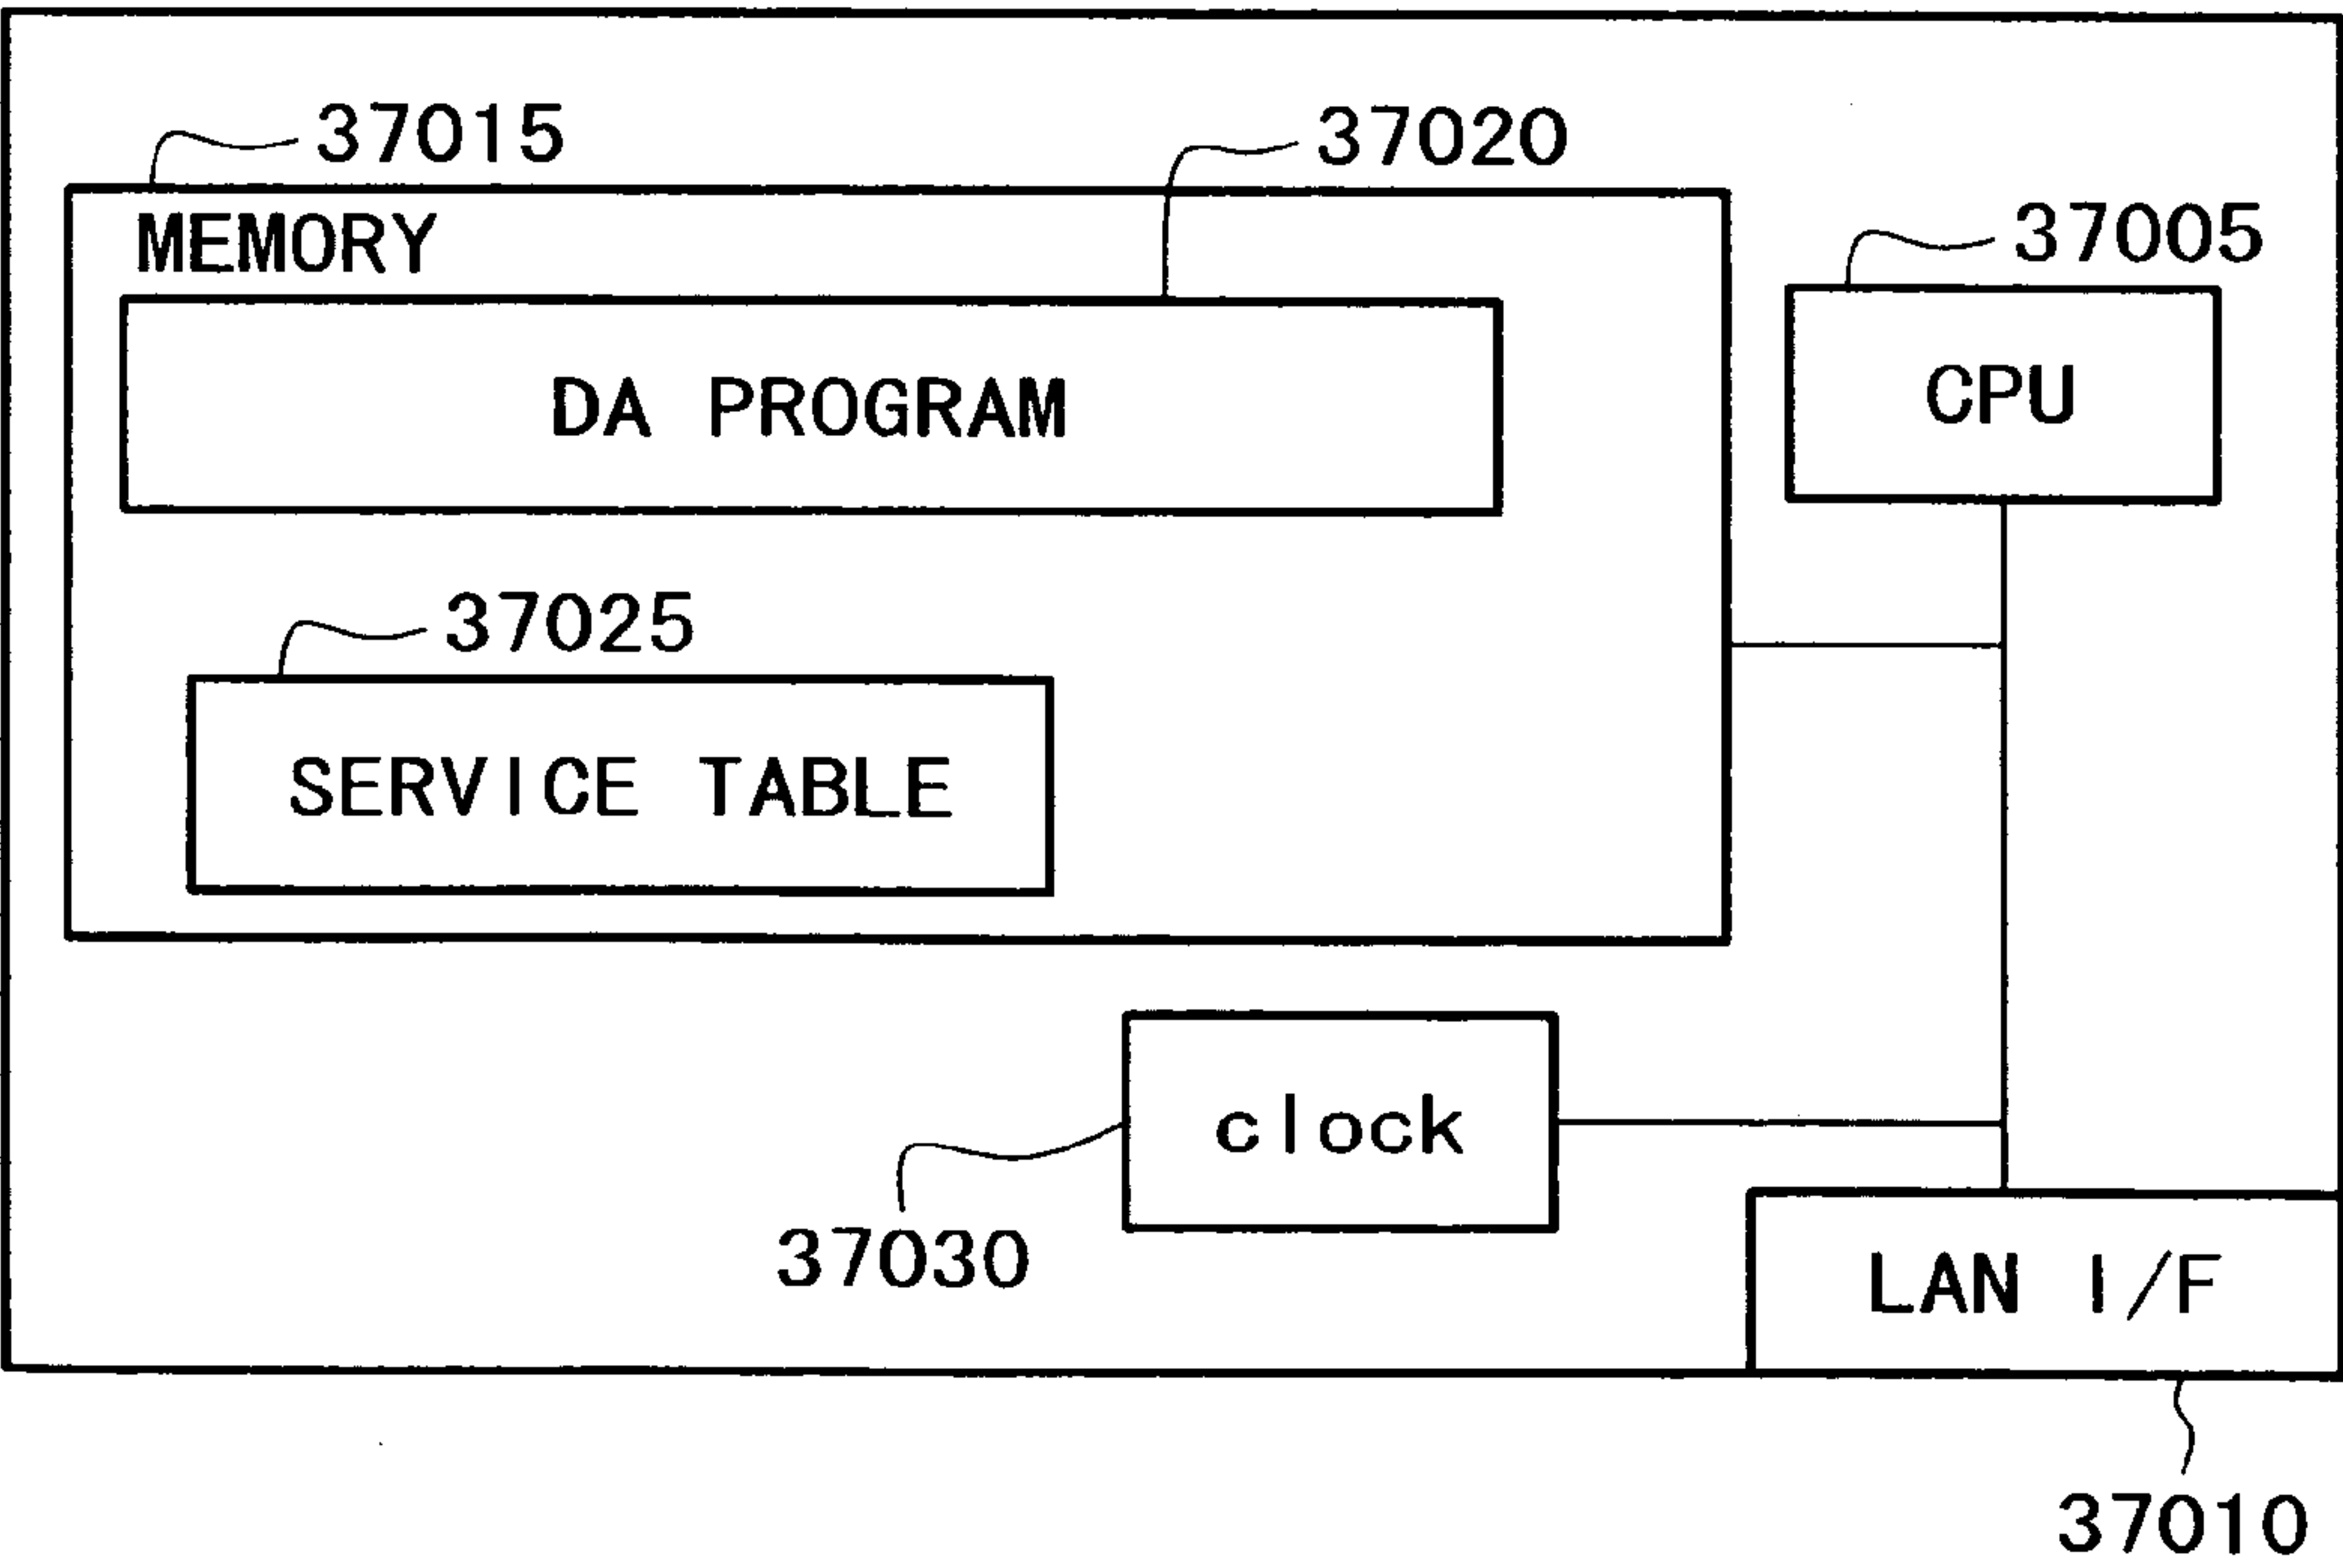 37015
37020
MEMORY
37005
DA PROGRAM
CPU
37025
SERVICE TABLE
clock
37030
LAN I/F
37010